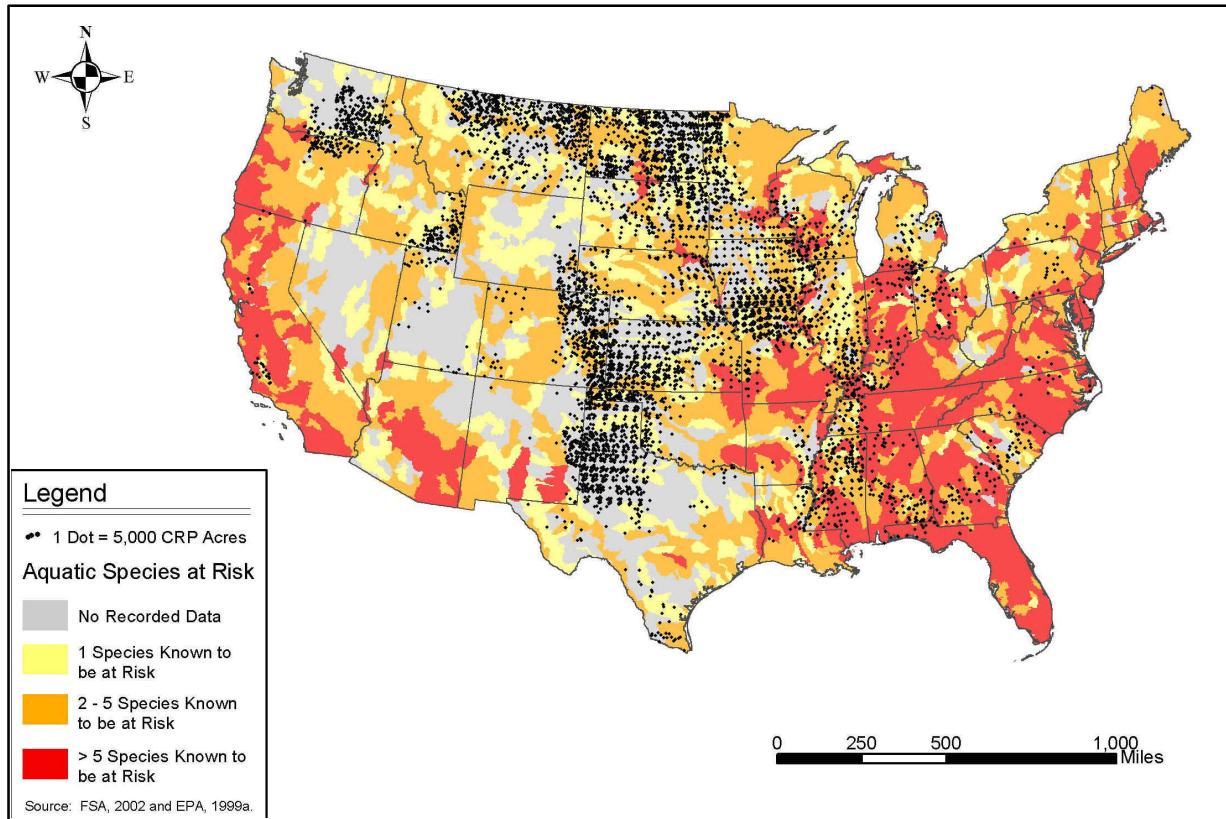 N
W E
S
Legend
1 Dot = 5,000 CRP Acres
Aquatic Species at Risk
No Recorded Data
1 Species Known to
be at Risk
2 - 5 Species Known
to be at Risk
> 5 Species Known to
be at Risk
Source: FSA, 2002 and EPA, 1999a.
0 250 500 1,000
Miles